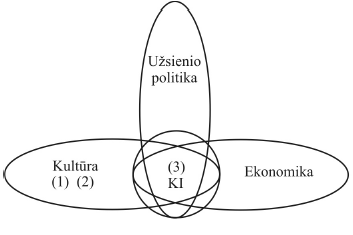 Užsienio
politika
Kultūra
(1) (2)
(3)
KI
Ekonomika